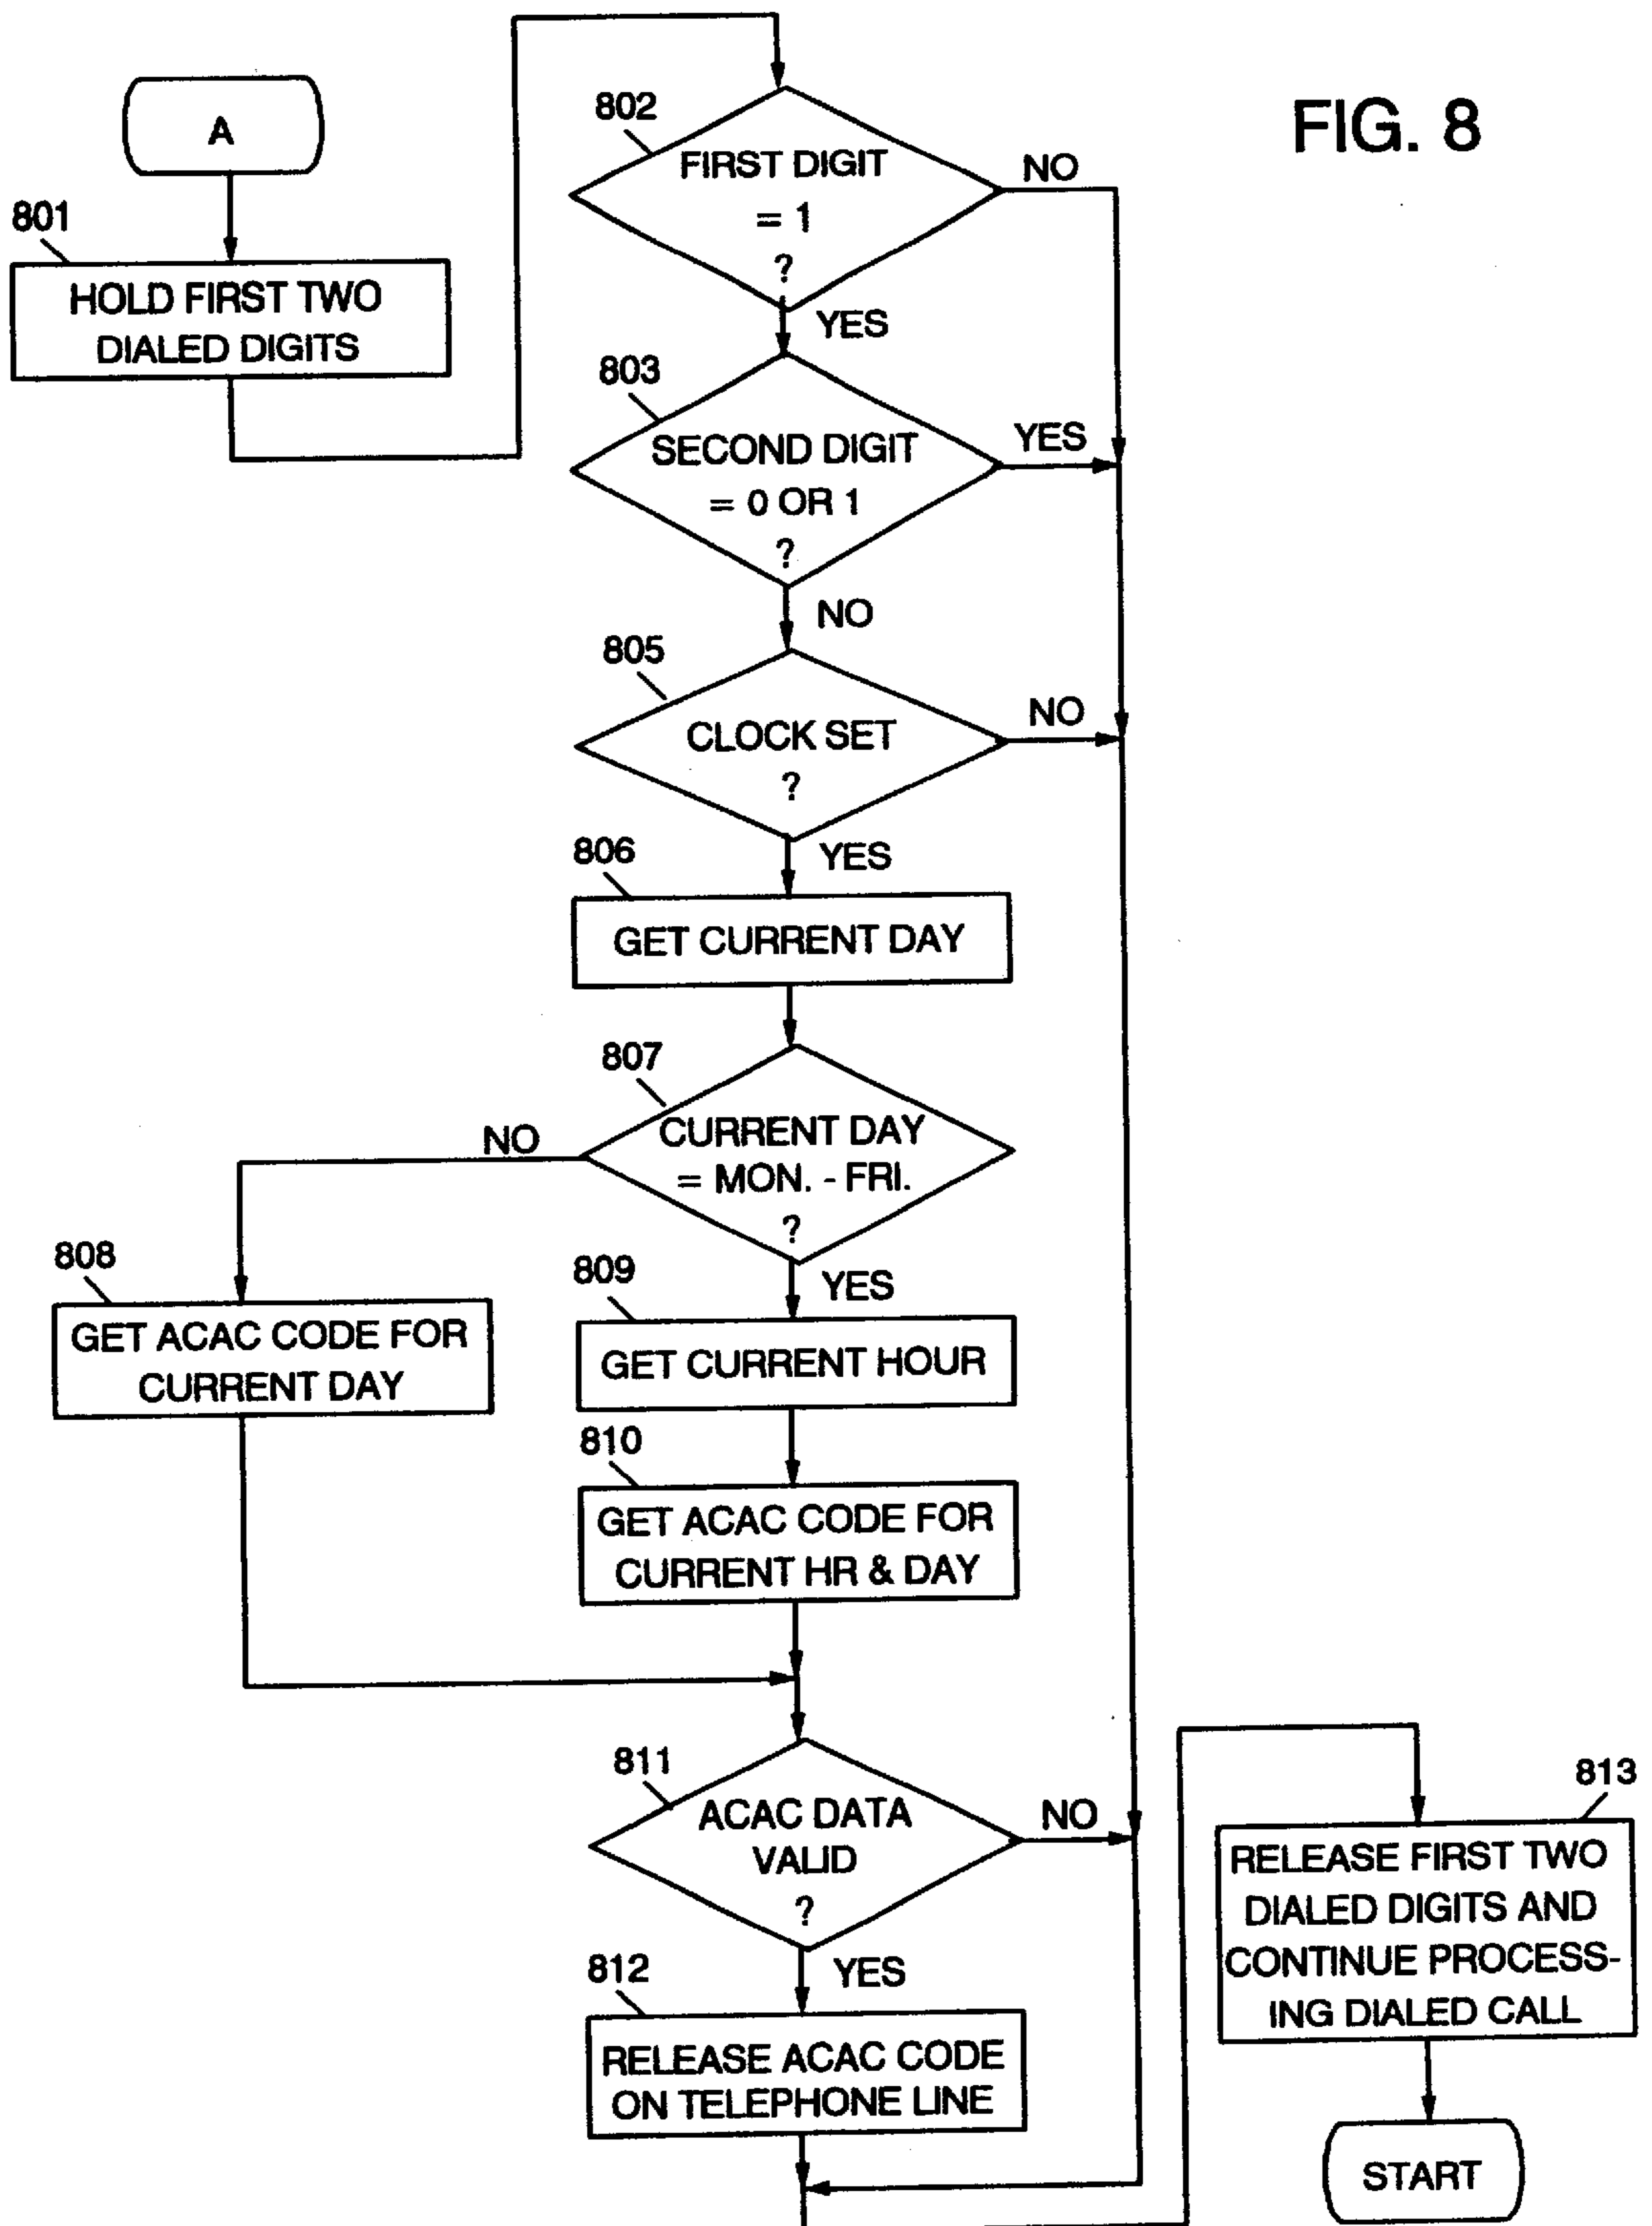 FIG. 8
A
801
HOLD FIRST TWO
DIALED DIGITS
802
FIRST DIGIT
= 1
?
NO
YES
803
SECOND DIGIT
= 0 OR 1
?
YES
NO
805
CLOCK SET
?
NO
YES
806
GET CURRENT DAY
807
CURRENT DAY
= MON. - FRI.
?
NO
YES
808
GET ACAC CODE FOR
CURRENT DAY
809
GET CURRENT HOUR
810
GET ACAC CODE FOR
CURRENT HR & DAY
811
ACAC DATA
VALID
?
NO
YES
812
RELEASE ACAC CODE
ON TELEPHONE LINE
813
RELEASE FIRST TWO
DIALED DIGITS AND
CONTINUE PROCESS-
ING DIALED CALL
START